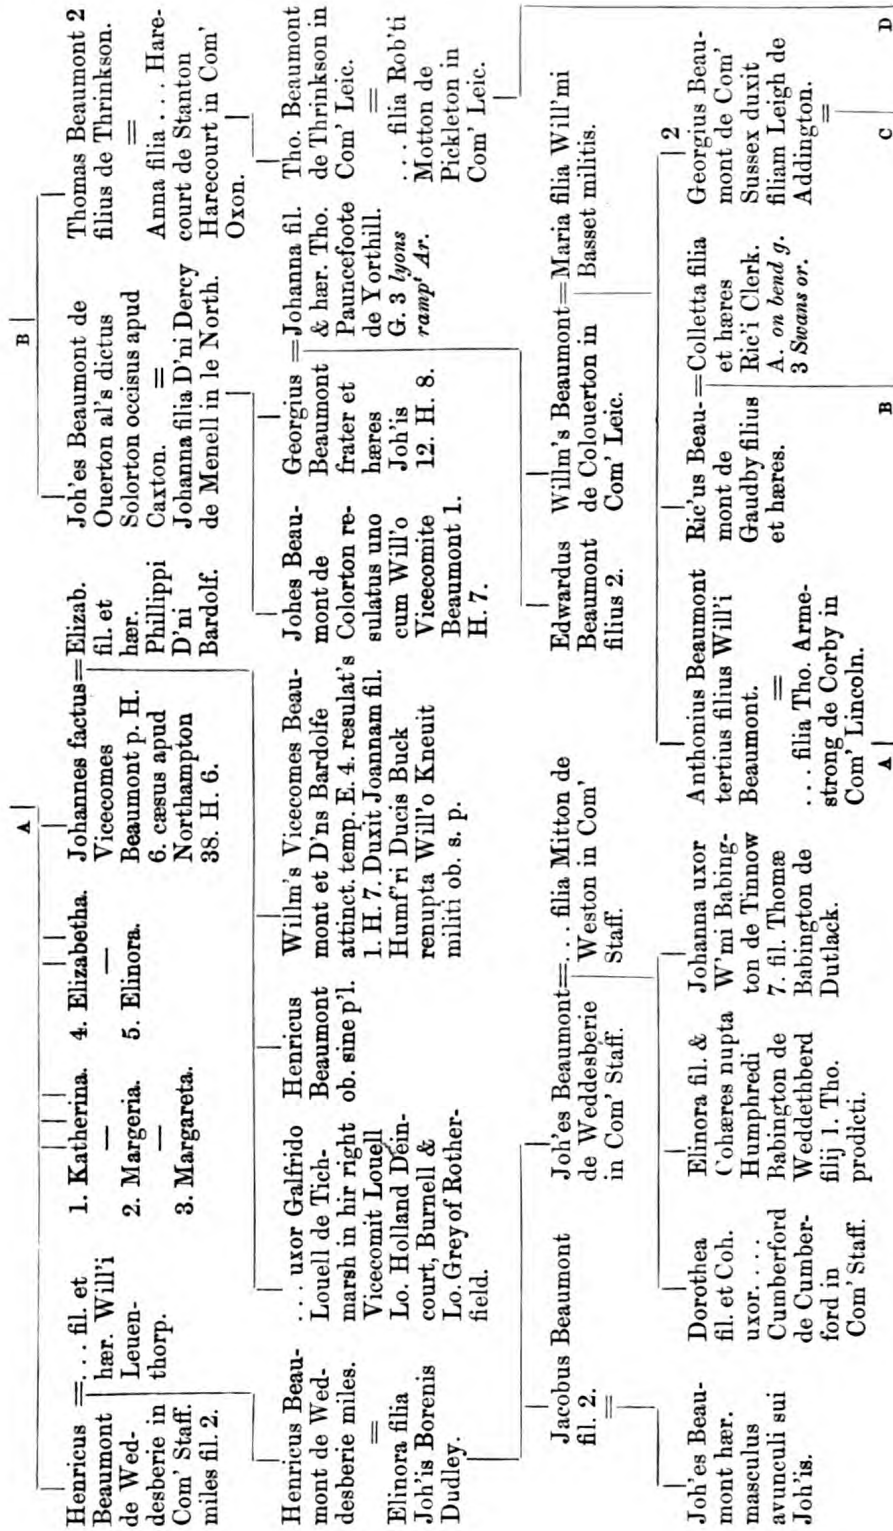 A
B
Henricus =... fil. et
Beaumont hær. Will'i
de Wed- Leuen-
desberie in thorp.
Com' Staff.
miles fil. 2.
1. Katherina.
—
2. Margeria.
—
3. Margareta.
4. Elizabetha.
—
5. Elinora.
Johannes factus=Elizab.
Vicecomes fil. et
Beaumont p. H. hær.
6. cæsus apud Phillippi
Northampton D'ni
38. H. 6. Bardolf.
Joh'es Beaumont de
Ouerton al's dictus
Solorton occisus apud
Caxton. =
Johanna filia D'ni Dercy
de Menell in le North.
Thomas Beaumont 2
filius de Thrinkson.
=
Anna filia ... Hare-
court de Stanton
Harecourt in Com'
Oxon.
Henricus Beau-
mont de Wed-
desberie miles.
=
Elinora filia
Joh'is Borenis
Dudley.
... uxor Galfrido
Louell de Tich-
marsh in hir right
Vicecomit Louell
Lo. Holland Dein-
court, Burnell &
Lo. Grey of Rother-
field.
Henricus
Beaumont
ob. sine p'l.
Willm's Vicecomes Beau-
mont et D'ns Bardolfe
attinct. temp. E. 4. resulat's
1. H. 7. Duxit Joannam fil.
Humf'ri Ducis Buck
renupta Will'o Kneuit
militi ob. s. p.
Johes Beau-
mont de
Colorton re-
sulatus uno
cum Will'o
Vicecomite
Beaumont 1.
H. 7.
Georgius =Johanna fil.
Beaumont & hær. Tho.
frater et Pauncefoote
hæres de Yorthill.
Joh'is G. 3 lyons
12. H. 8. rampt Ar.
Tho. Beaumont
de Thrinkson in
Com' Leic.
=
... filia Rob'ti
Motton de
Pickleton in
Com' Leic.
Jacobus Beaumont
fil. 2.
=
Joh'es Beaumont=... filia Mitton de
de Weddesberie Weston in Com'
in Com' Staff. Staff.
Edwardus
Beaumont
filius 2.
Willm's Beaumont=Maria filia Will'mi
de Colouerton in Basset militis.
Com' Leic.
Joh'es Beau-
mont hær.
masculus
avunculi sui
Joh'is.
Dorothea
fil. et Coh.
uxor.....
Cumberford
de Cumber-
ford in
Com' Staff.
Elinora fil. &
Cohæres nupta
Humphredi
Babington de
Weddethberd
filij 1. Tho.
prodicti.
Johanna uxor
W'mi Babing-
ton de Tinnow
7. fil. Thomæ
Babington de
Dutlack.
Anthonius Beaumont
tertius filius Will'i
Beaumont.
=
... filia Tho. Arme-
strong de Corby in
Com' Lincoln.
A
Ric'us Beau-=Colletta filia
mont de et hæres
Gaudby filius Ric'i Clerk.
et hæres. A. on bend g.
3 Swans or.
B
2
Georgius Beau-
mont de Com'
Sussex duxit
filiam Leigh de
Addington.
=
C
D